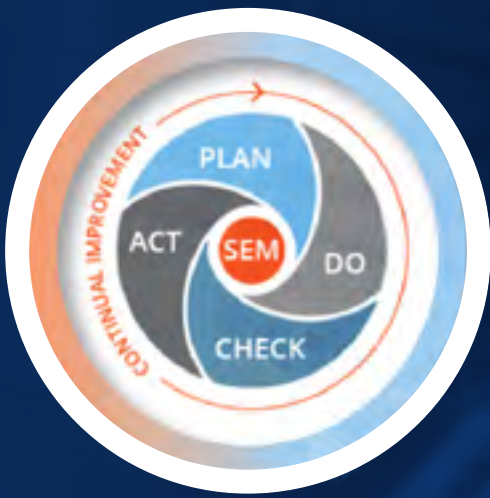 CONTINUAL IMPROVEMENT
PLAN
DO
CHECK
ACT
SEM